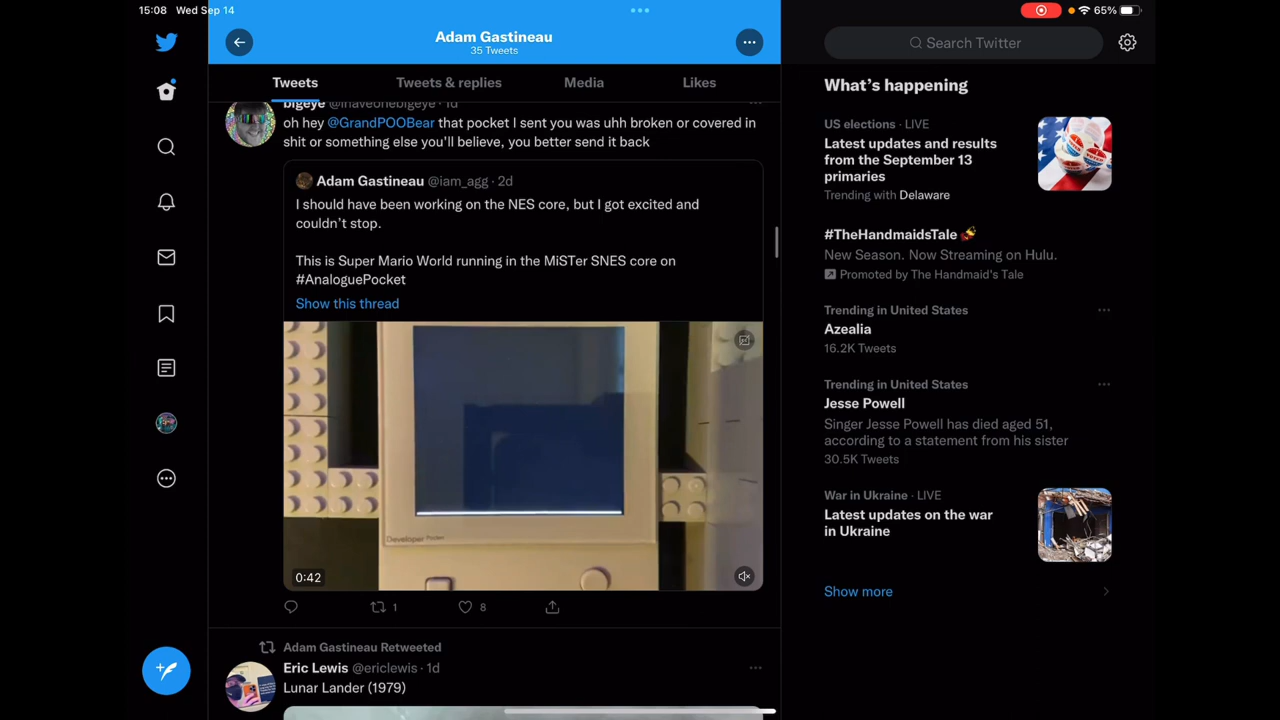 15:08 Wed Sep 14
65%
Adam Gastineau
35 Tweets
Search Twitter
Tweets
Tweets & replies
Media
Likes
bigeye @ihaveonebigeye · 1d
oh hey @GrandPOOBear that pocket I sent you was uhh broken or covered in
shit or something else you'll believe, you better send it back
Adam Gastineau @iam_agg · 2d
I should have been working on the NES core, but I got excited and
couldn't stop.
This is Super Mario World running in the MiSTer SNES core on
#AnaloguePocket
Show this thread
Developer Pocket
0:42
1
8
Adam Gastineau Retweeted
Eric Lewis @ericlewis · 1d
Lunar Lander (1979)
What's happening
US elections · LIVE
Latest updates and results
from the September 13
primaries
Trending with Delaware
#TheHandmaidsTale
New Season. Now Streaming on Hulu.
Promoted by The Handmaid's Tale
Trending in United States
Azealia
16.2K Tweets
Trending in United States
Jesse Powell
Singer Jesse Powell has died aged 51,
according to a statement from his sister
30.5K Tweets
War in Ukraine · LIVE
Latest updates on the war
in Ukraine
Show more